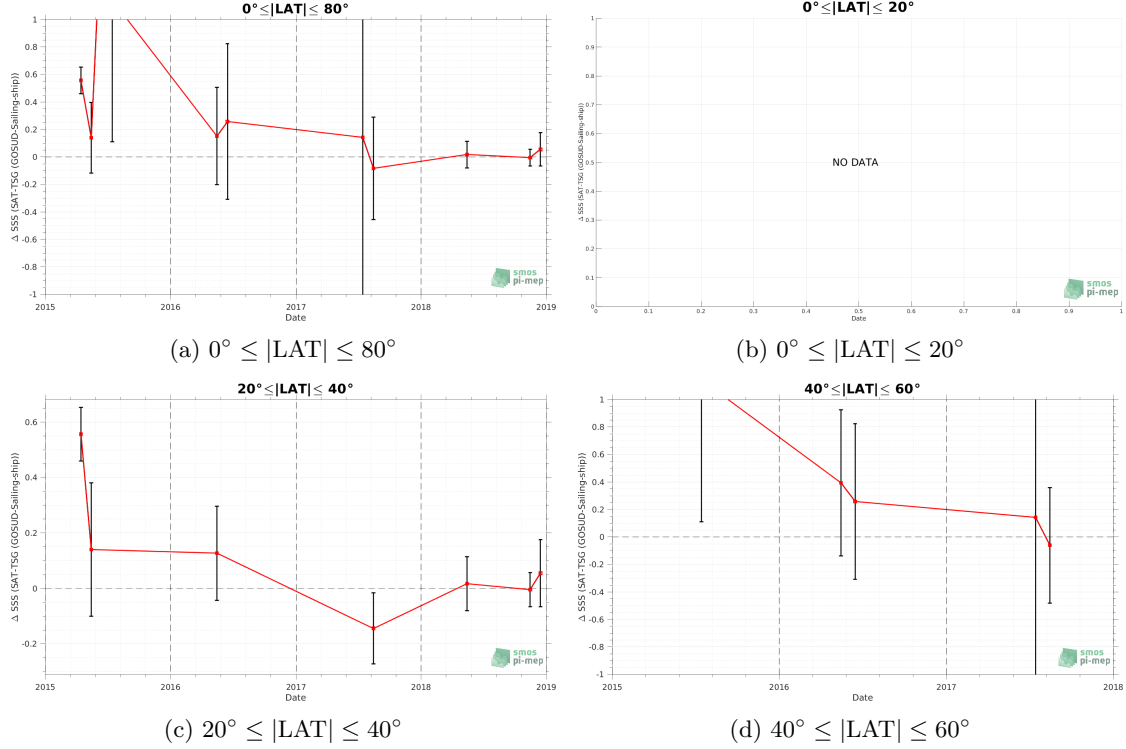 0°≤|LAT|≤ 80°
Δ SSS (SAT-TSG (GOSUD-Sailing-ship))
1
0.8
0.6
0.4
0.2
0
-0.2
-0.4
-0.6
-0.8
-1
2015
2016
2017
2018
2019
Date
smos
pi-mep
(a) 0° ≤ |LAT| ≤ 80°
0°≤|LAT|≤ 20°
Δ SSS (SAT-TSG (GOSUD-Sailing-ship))
1
0.9
0.8
0.7
0.6
0.5
0.4
0.3
0.2
0.1
0
NO DATA
0
0.1
0.2
0.3
0.4
0.5
0.6
0.7
0.8
0.9
1
Date
smos
pi-mep
(b) 0° ≤ |LAT| ≤ 20°
20°≤|LAT|≤ 40°
Δ SSS (SAT-TSG (GOSUD-Sailing-ship))
0.6
0.4
0.2
0
-0.2
2015
2016
2017
2018
2019
Date
smos
pi-mep
(c) 20° ≤ |LAT| ≤ 40°
40°≤|LAT|≤ 60°
Δ SSS (SAT-TSG (GOSUD-Sailing-ship))
1
0.8
0.6
0.4
0.2
0
-0.2
-0.4
-0.6
-0.8
-1
2015
2016
2017
2018
Date
smos
pi-mep
(d) 40° ≤ |LAT| ≤ 60°